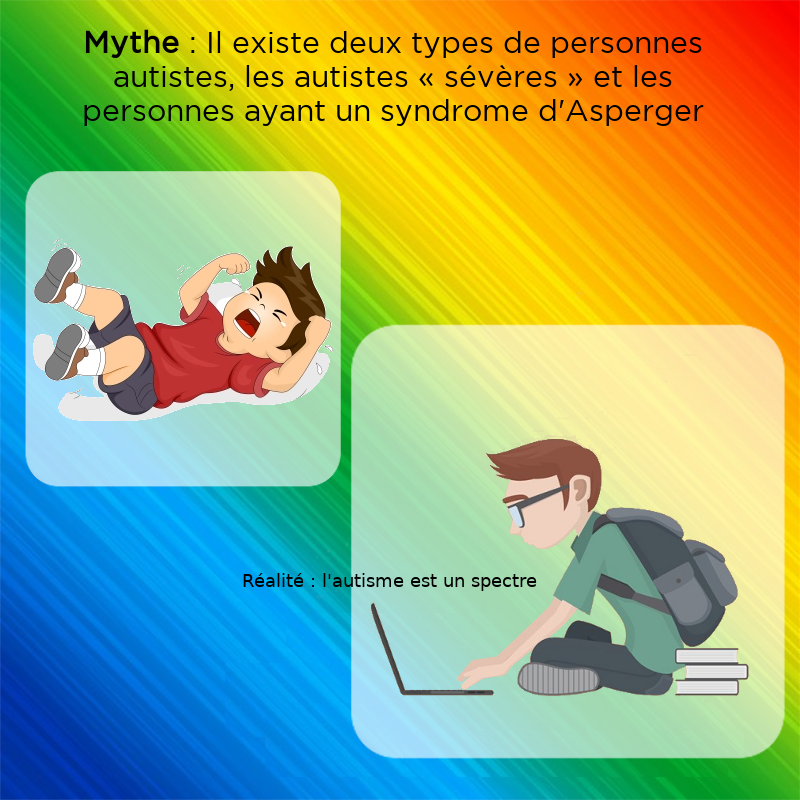 Mythe : Il existe deux types de personnes
autistes, les autistes « sévères » et les
personnes ayant un syndrome d'Asperger
Réalité : l'autisme est un spectre